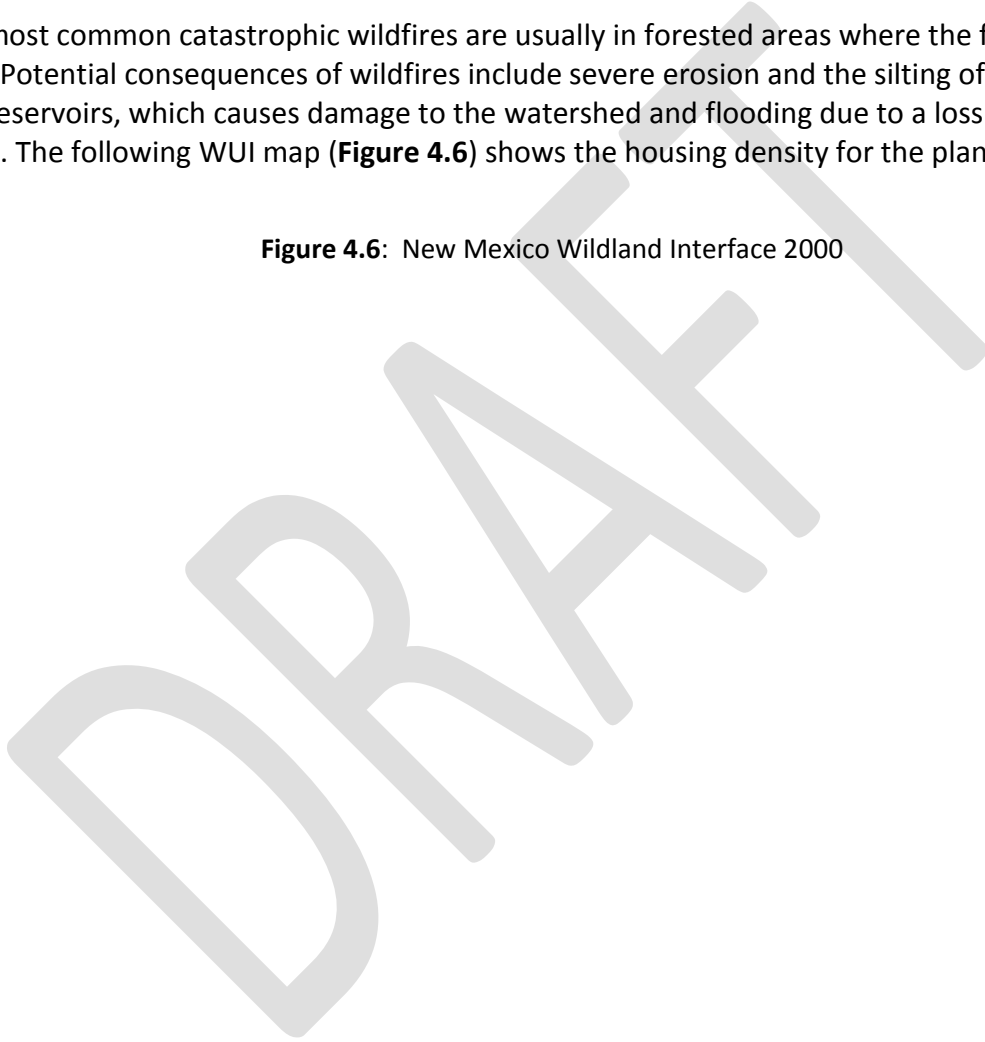 most common catastrophic wildfires are usually in forested areas where the
Potential consequences of wildfires include severe erosion and the silting of
eservoirs, which causes damage to the watershed and flooding due to a loss
. The following WUI map (Figure 4.6) shows the housing density for the plan
Figure 4.6: New Mexico Wildland Interface 2000
DRAFT